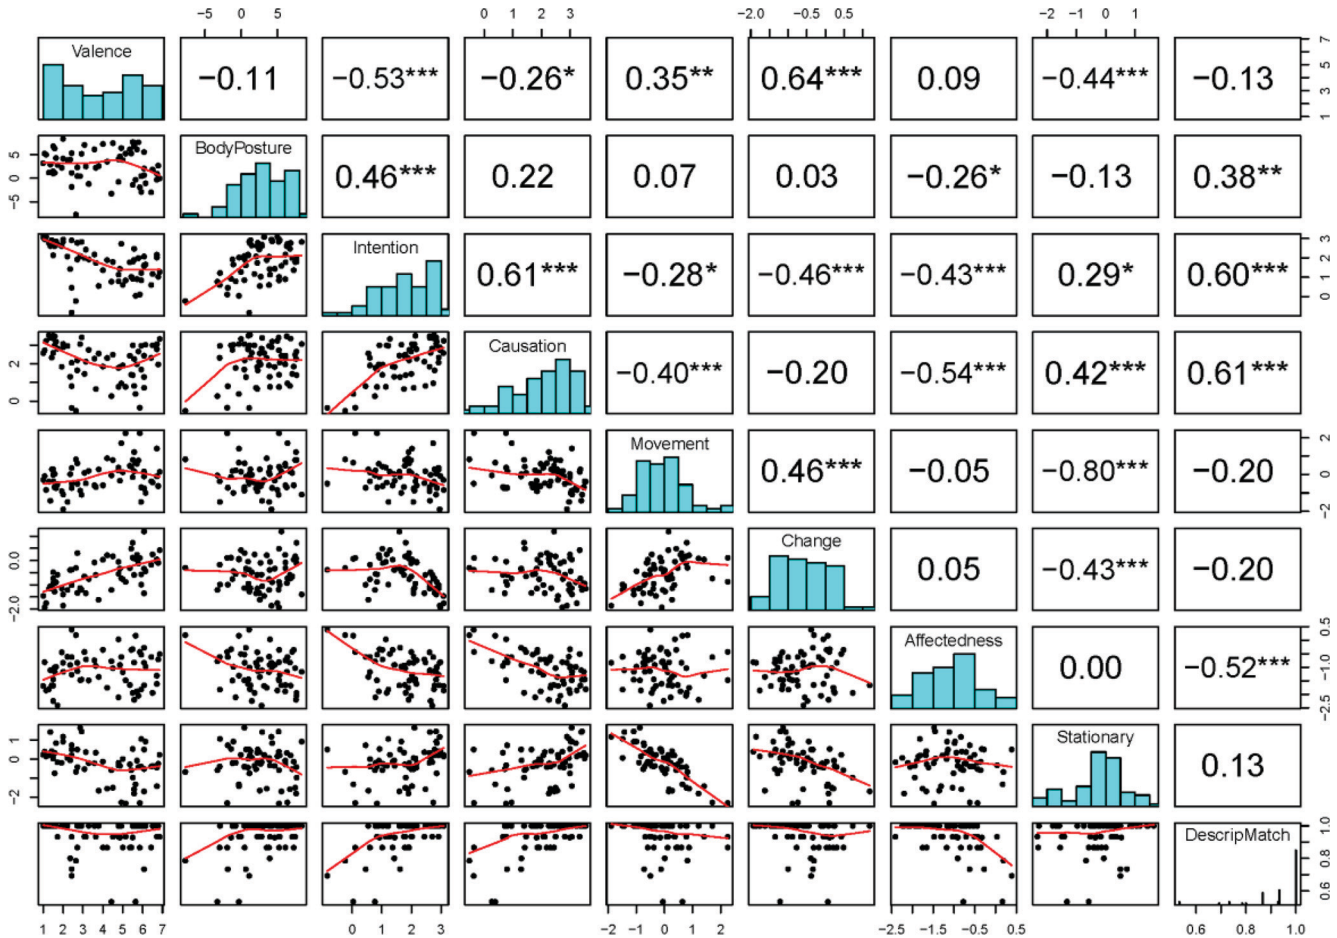 −5 0 5 0 1 2 3 −2.0 −0.5 0.5 −2 −1 0 1
Valence −0.11 −0.53*** −0.26* 0.35** 0.64*** 0.09 −0.44*** −0.13 1 3 5 7
−5 0 5 BodyPosture 0.46*** 0.22 0.07 0.03 −0.26* −0.13 0.38**
Intention 0.61*** −0.28* −0.46*** −0.43*** 0.29* 0.60*** 0 1 2 3
0 2 Causation −0.40*** −0.20 −0.54*** 0.42*** 0.61***
Movement 0.46*** −0.05 −0.80*** −0.20 −2 0 2
−2.0 0.0 Change 0.05 −0.43*** −0.20
Affectedness 0.00 −0.52*** −2.5 −1.0 0.5
−2 0 1 Stationary 0.13
DescripMatch 0.6 0.8 1.0
1 2 3 4 5 6 7 0 1 2 3 −2 −1 0 1 2 −2.5 −1.5 −0.5 0.5 0.6 0.8 1.0